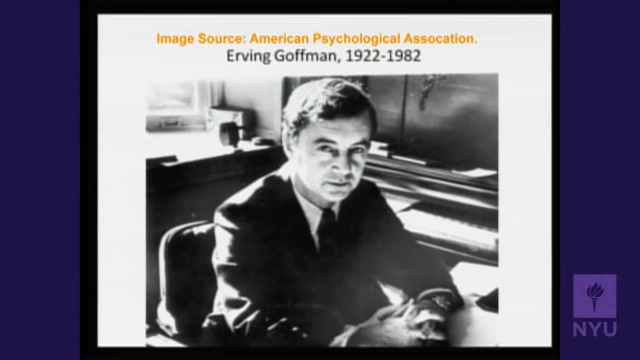 Image Source: American Psychological Assocation.
Erving Goffman, 1922-1982
NYU